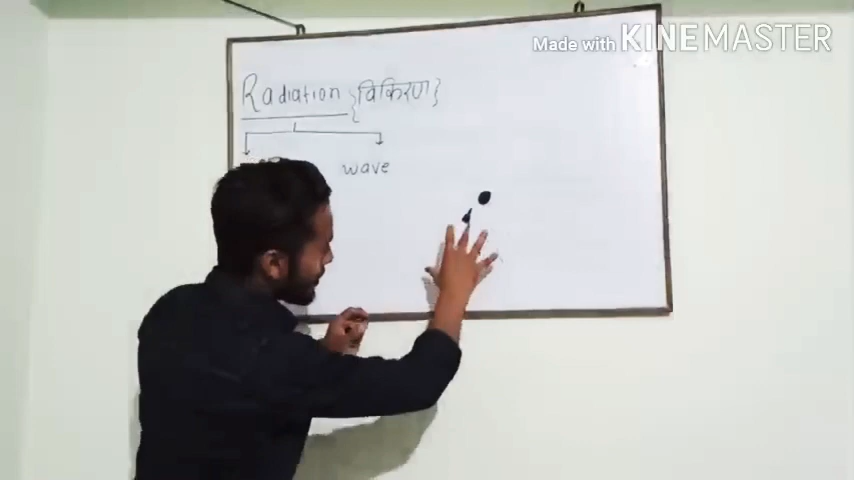 Made with KINEMASTER
Radiation {विकिरण}
wave